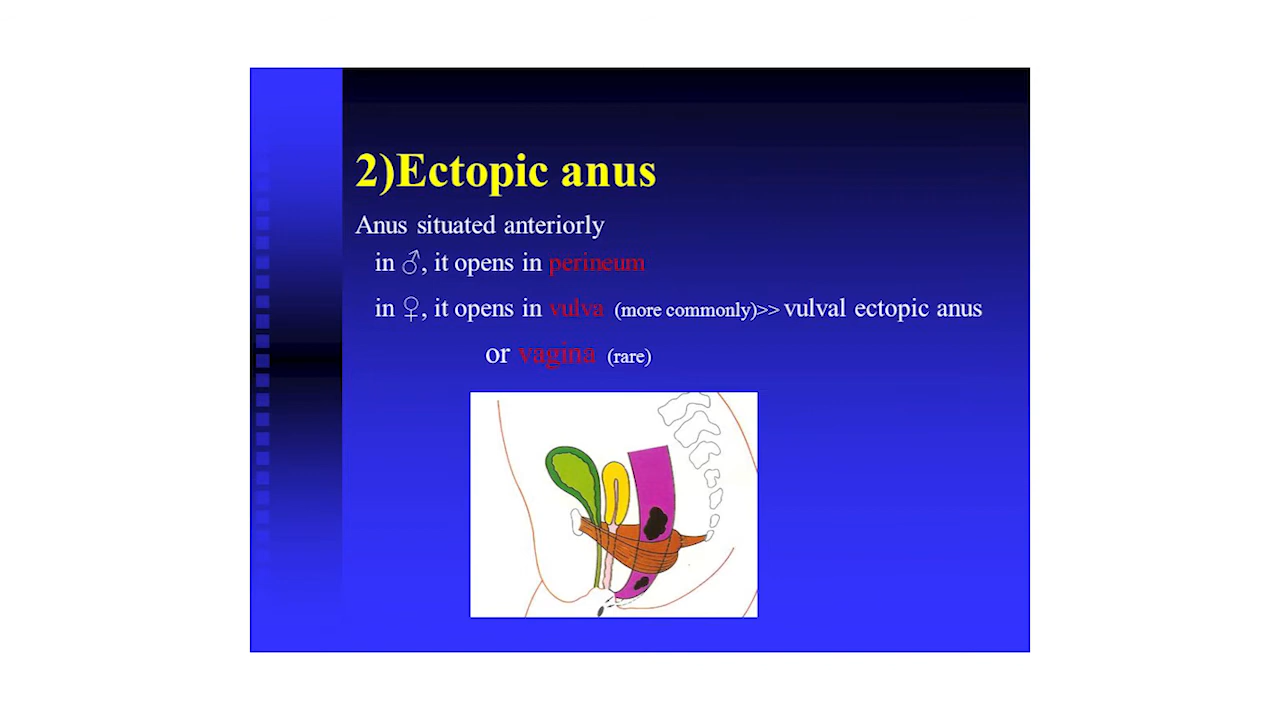 2)Ectopic anus
Anus situated anteriorly
in ♂, it opens in perineum
in ♀, it opens in vulva (more commonly)>> vulval ectopic anus
or vagina (rare)